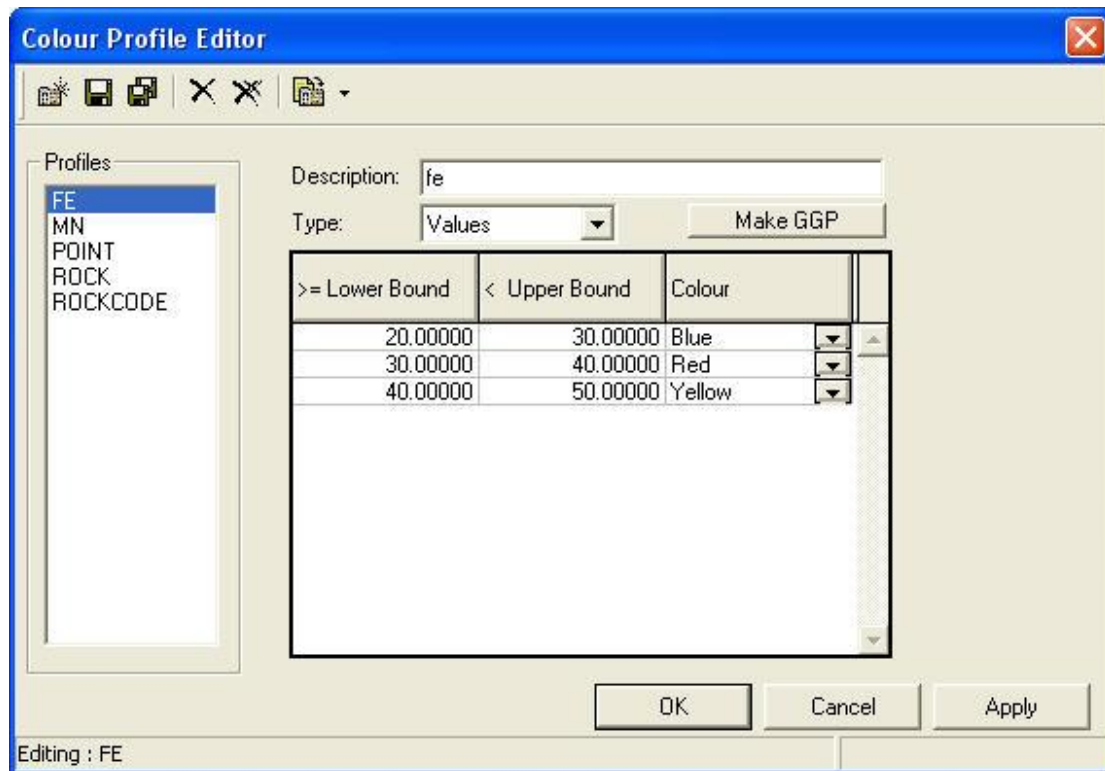 Colour Profile Editor
Profiles
FE
MN
POINT
ROCK
ROCKCODE
Description: fe
Type: Values Make GGP
>= Lower Bound < Upper Bound Colour
20.00000 30.00000 Blue
30.00000 40.00000 Red
40.00000 50.00000 Yellow
OK Cancel Apply
Editing : FE